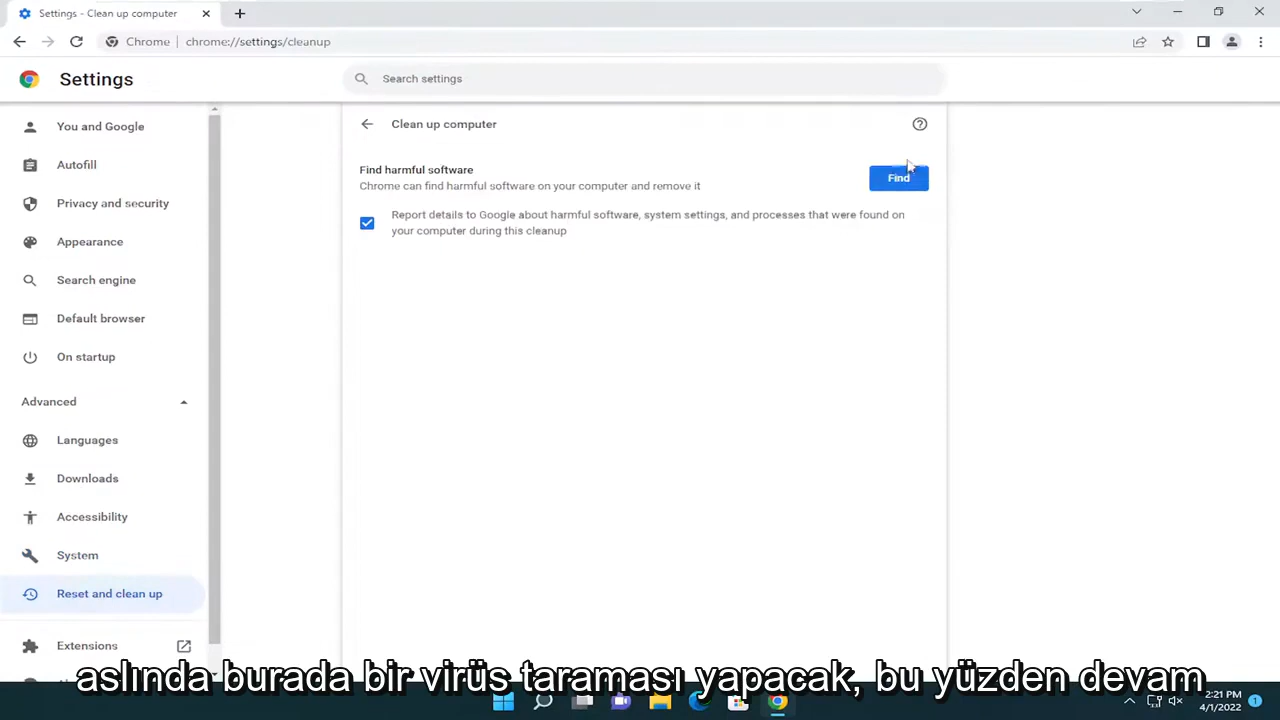 Settings - Clean up computer
Chrome chrome://settings/cleanup
Settings
Search settings
You and Google
Autofill
Privacy and security
Appearance
Search engine
Default browser
On startup
Advanced
Languages
Downloads
Accessibility
System
Reset and clean up
Extensions
Clean up computer
Find harmful software
Chrome can find harmful software on your computer and remove it
Find
Report details to Google about harmful software, system settings, and processes that were found on
your computer during this cleanup
aslında burada bir virüs taraması yapacak, bu yüzden devam
2:21 PM
4/1/2022
1